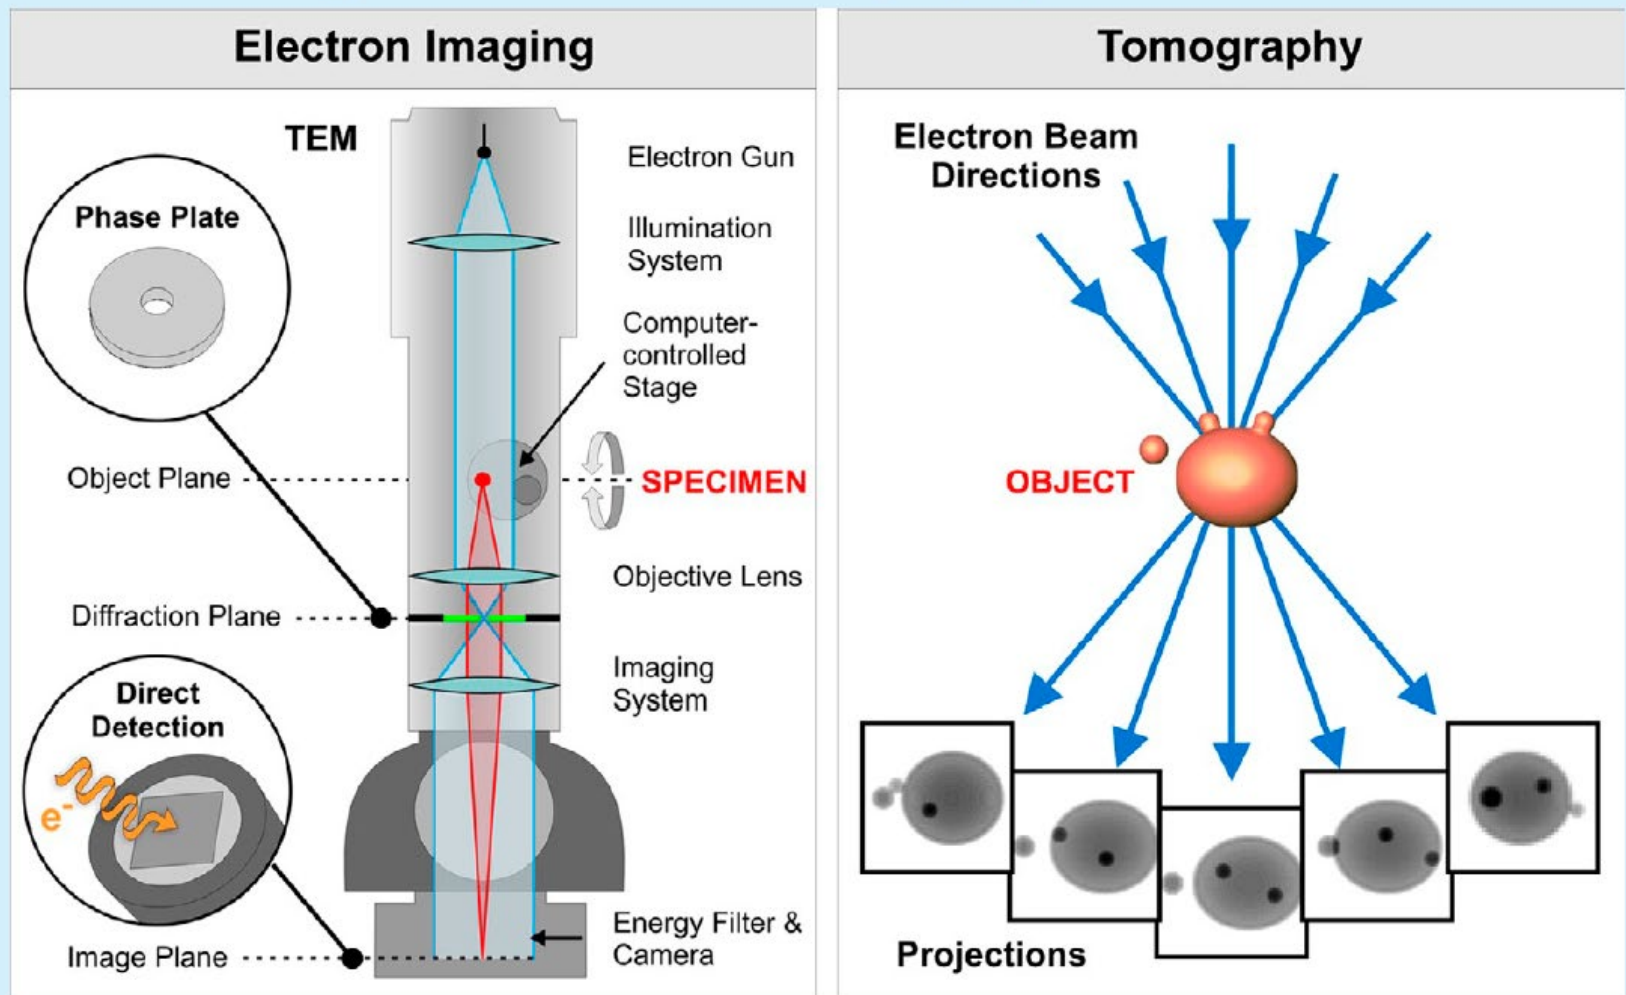 Electron Imaging
TEM
Electron Gun
Phase Plate
Illumination
System
Computer-
controlled
Stage
Object Plane
SPECIMEN
Objective Lens
Diffraction Plane
Imaging
System
Direct
Detection
e-
Energy Filter &
Camera
Image Plane
Tomography
Electron Beam
Directions
OBJECT
Projections